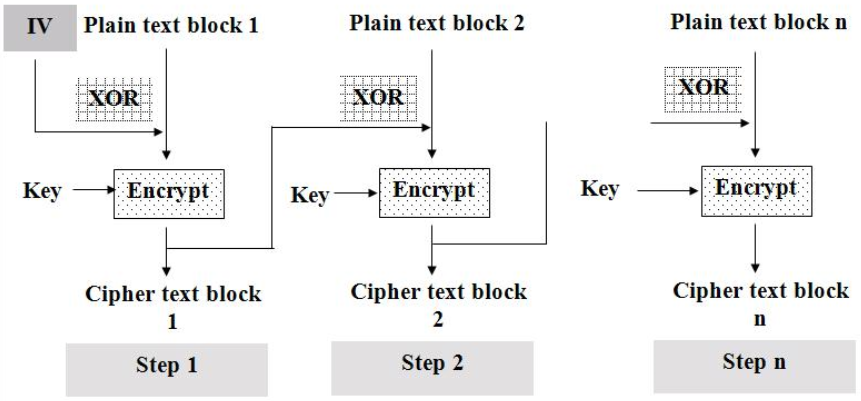 IV
Plain text block 1
Plain text block 2
Plain text block n
XOR
XOR
XOR
Key
Encrypt
Key
Encrypt
Key
Encrypt
Cipher text block
1
Cipher text block
2
Cipher text block
n
Step 1
Step 2
Step n